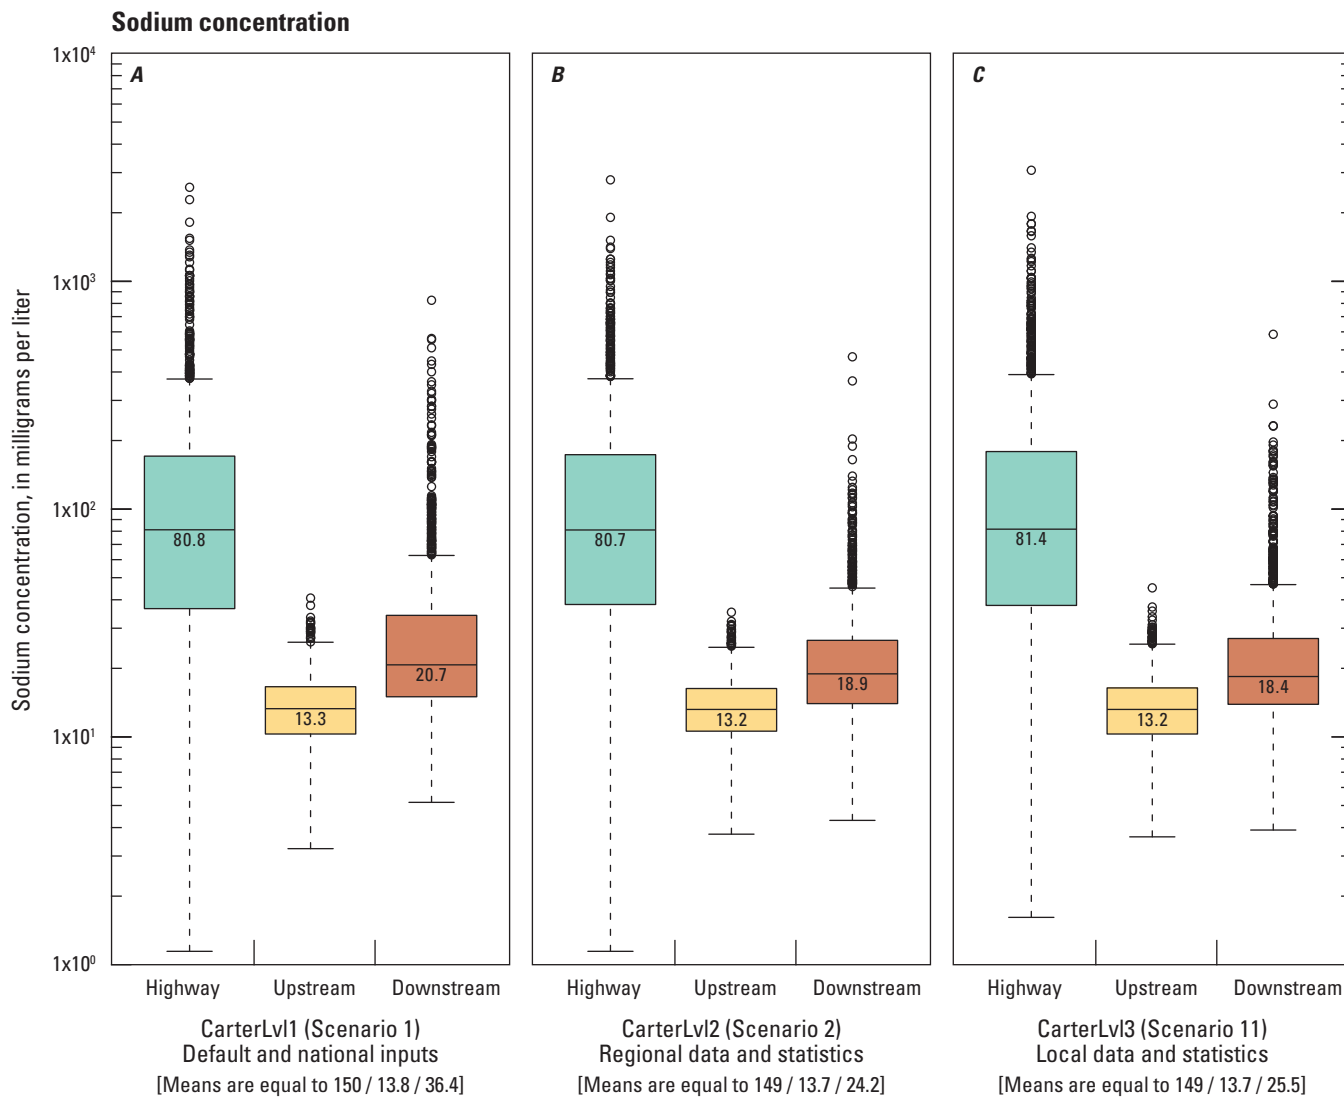 Sodium concentration
A
B
C
Sodium concentration, in milligrams per liter
1x10⁴
1x10³
1x10²
1x10¹
1x10⁰
80.8
13.3
20.7
80.7
13.2
18.9
81.4
13.2
18.4
Highway Upstream Downstream
Highway Upstream Downstream
Highway Upstream Downstream
CarterLvl1 (Scenario 1)
Default and national inputs
[Means are equal to 150 / 13.8 / 36.4]
CarterLvl2 (Scenario 2)
Regional data and statistics
[Means are equal to 149 / 13.7 / 24.2]
CarterLvl3 (Scenario 11)
Local data and statistics
[Means are equal to 149 / 13.7 / 25.5]